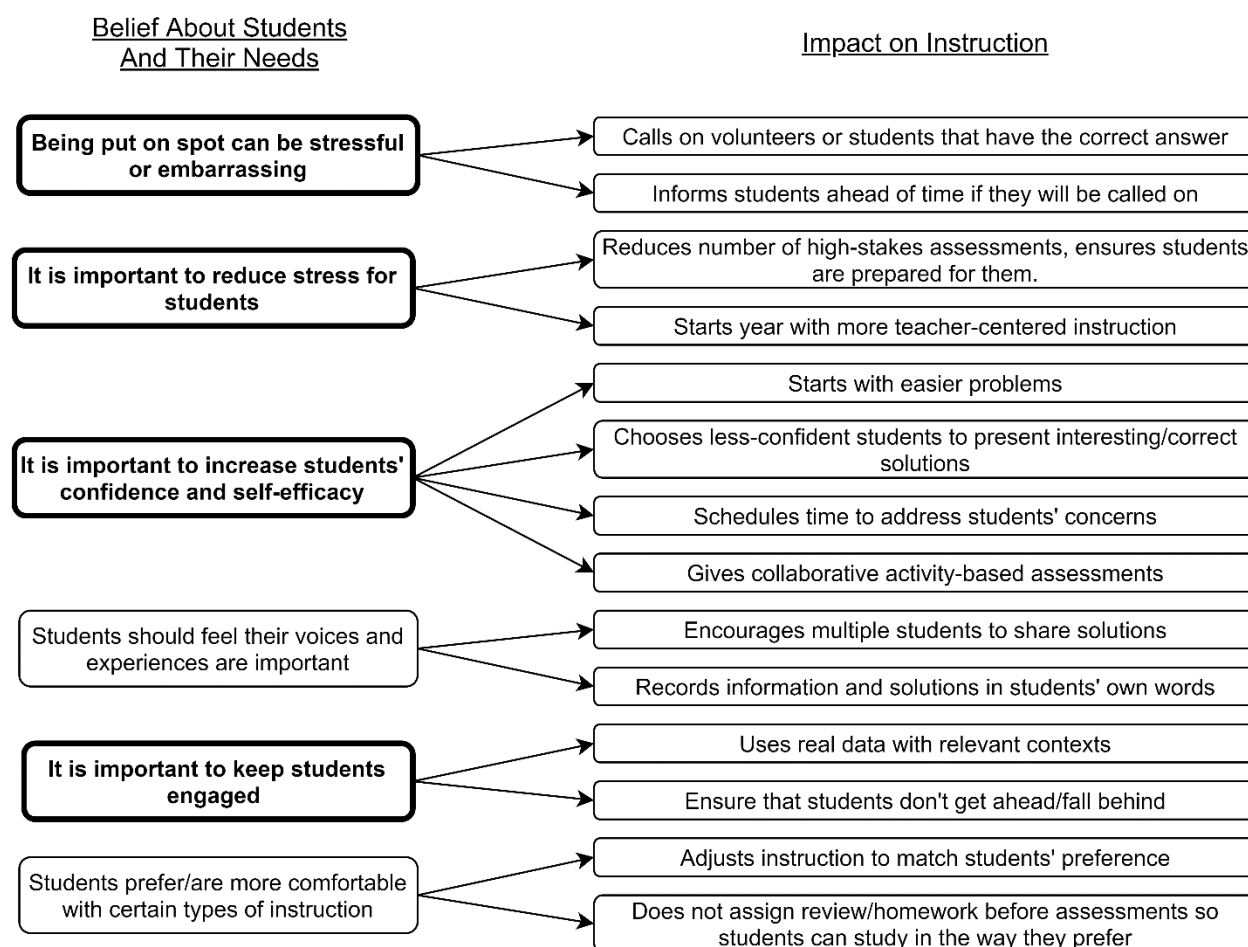 Belief About Students
And Their Needs
Impact on Instruction
Being put on spot can be stressful
or embarrassing
Calls on volunteers or students that have the correct answer
Informs students ahead of time if they will be called on
It is important to reduce stress for
students
Reduces number of high-stakes assessments, ensures students
are prepared for them.
Starts year with more teacher-centered instruction
It is important to increase students'
confidence and self-efficacy
Starts with easier problems
Chooses less-confident students to present interesting/correct
solutions
Schedules time to address students' concerns
Gives collaborative activity-based assessments
Students should feel their voices and
experiences are important
Encourages multiple students to share solutions
Records information and solutions in students' own words
It is important to keep students
engaged
Uses real data with relevant contexts
Ensure that students don't get ahead/fall behind
Students prefer/are more comfortable
with certain types of instruction
Adjusts instruction to match students' preference
Does not assign review/homework before assessments so
students can study in the way they prefer